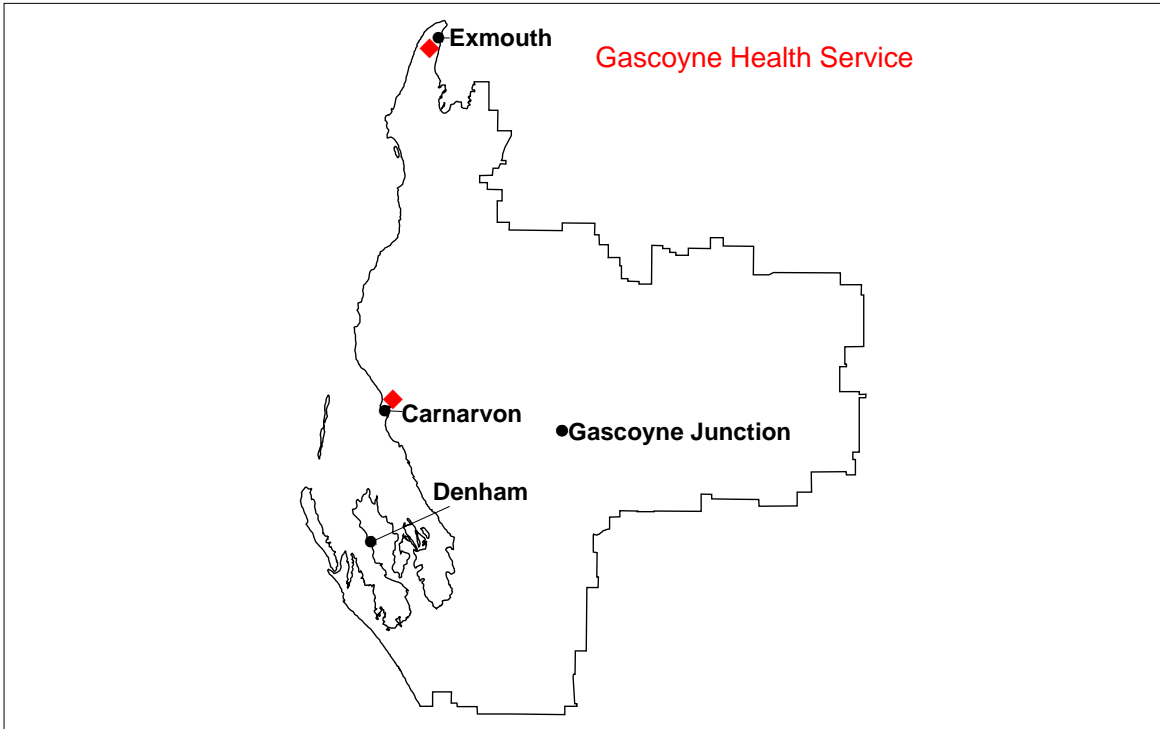 Exmouth
Gascoyne Health Service
Carnarvon
Gascoyne Junction
Denham